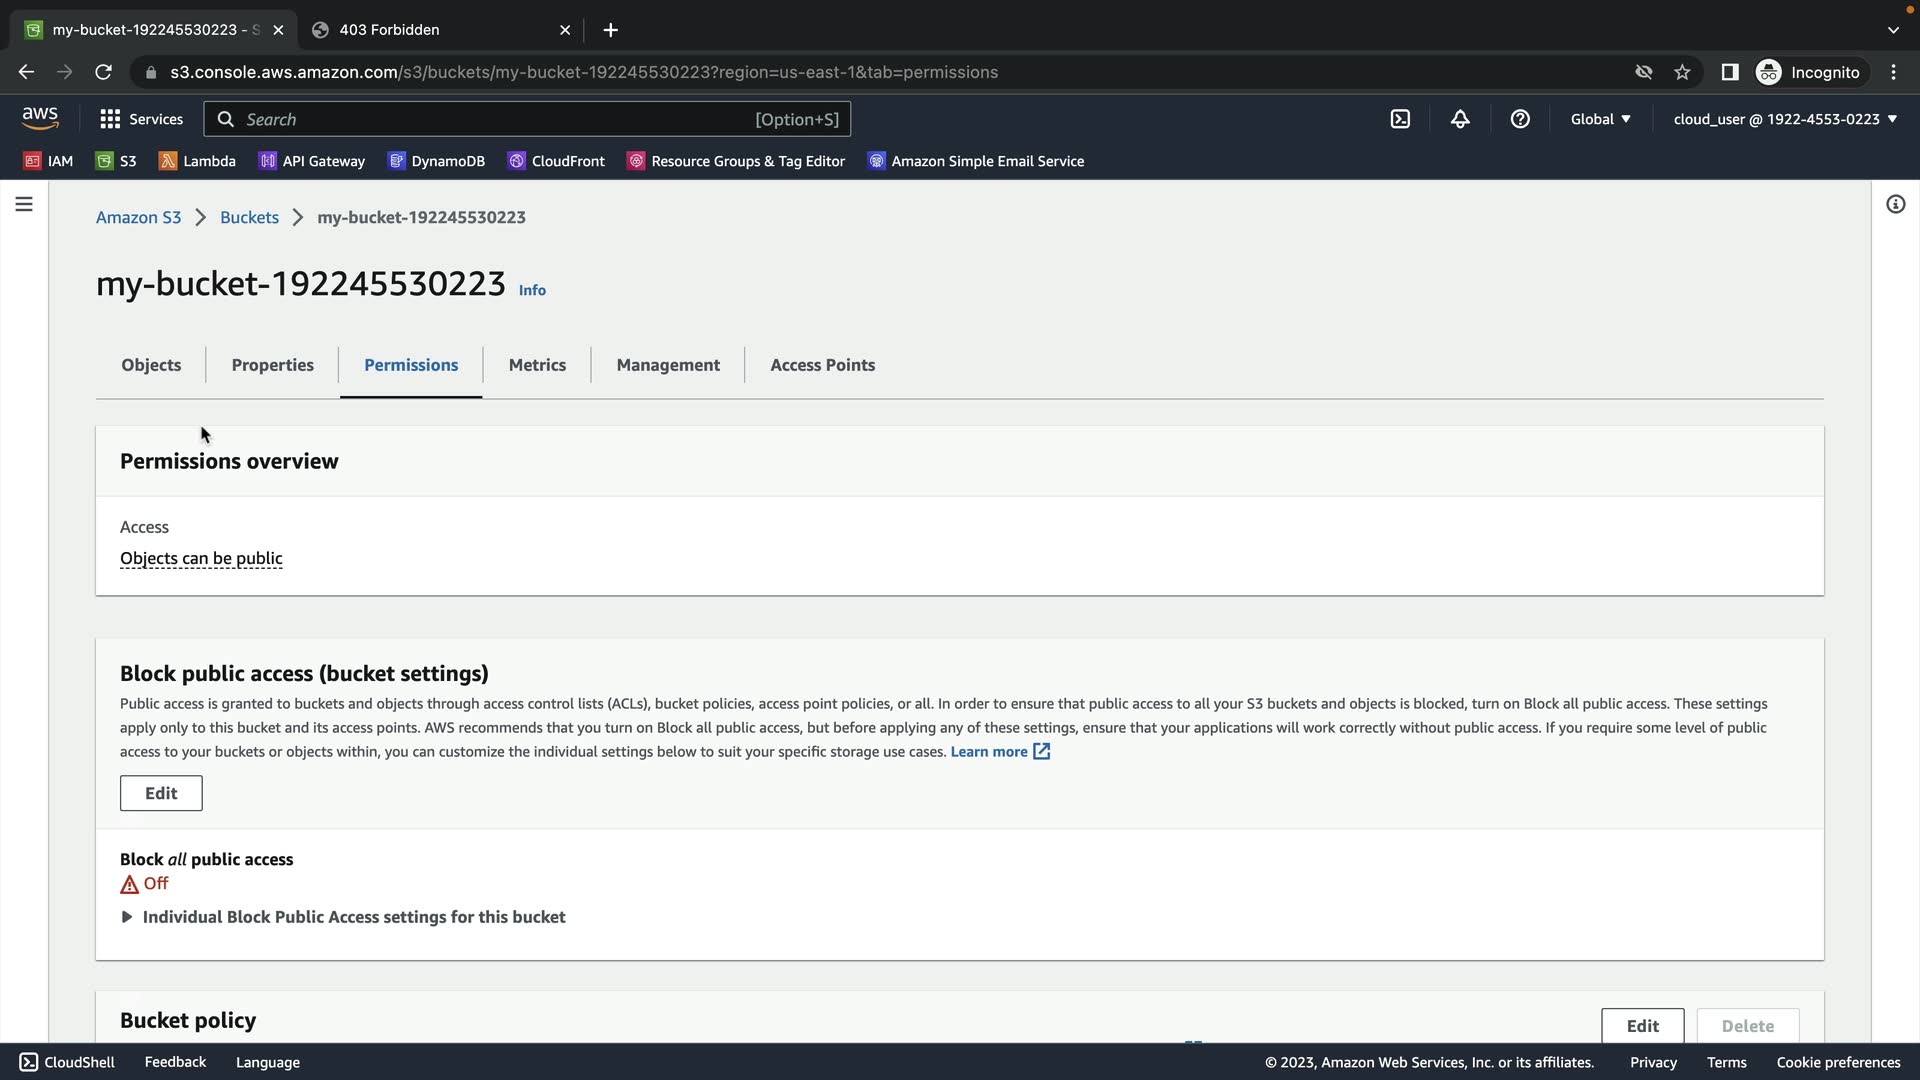 my-bucket-192245530223 - S
403 Forbidden
s3.console.aws.amazon.com/s3/buckets/my-bucket-192245530223?region=us-east-1&tab=permissions
Incognito
aws
Services
Search
[Option+S]
Global
cloud_user @ 1922-4553-0223
IAM
S3
Lambda
API Gateway
DynamoDB
CloudFront
Resource Groups & Tag Editor
Amazon Simple Email Service
Amazon S3 > Buckets > my-bucket-192245530223
my-bucket-192245530223 Info
Objects
Properties
Permissions
Metrics
Management
Access Points
Permissions overview
Access
Objects can be public
Block public access (bucket settings)
Public access is granted to buckets and objects through access control lists (ACLs), bucket policies, access point policies, or all. In order to ensure that public access to all your S3 buckets and objects is blocked, turn on Block all public access. These settings
apply only to this bucket and its access points. AWS recommends that you turn on Block all public access, but before applying any of these settings, ensure that your applications will work correctly without public access. If you require some level of public
access to your buckets or objects within, you can customize the individual settings below to suit your specific storage use cases. Learn more
Edit
Block all public access
Off
Individual Block Public Access settings for this bucket
Bucket policy
Edit
Delete
CloudShell
Feedback
Language
© 2023, Amazon Web Services, Inc. or its affiliates.
Privacy
Terms
Cookie preferences